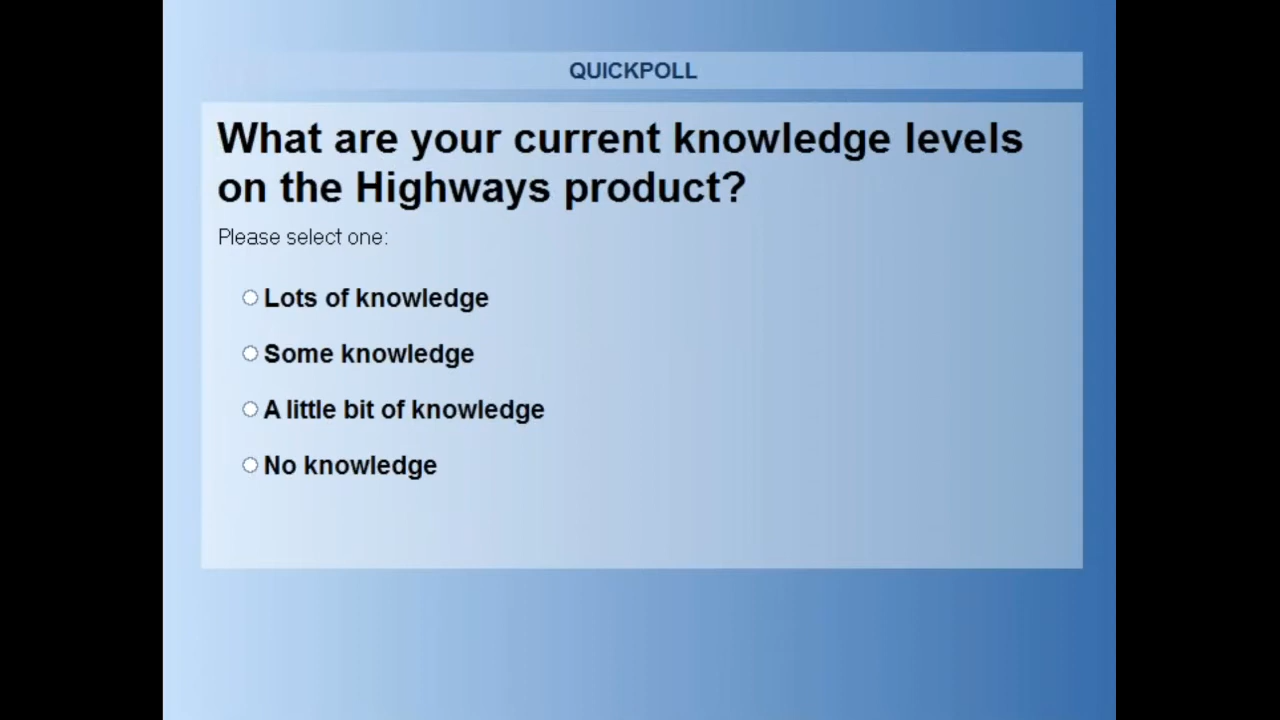 QUICKPOLL
What are your current knowledge levels
on the Highways product?
Please select one:
Lots of knowledge
Some knowledge
A little bit of knowledge
No knowledge